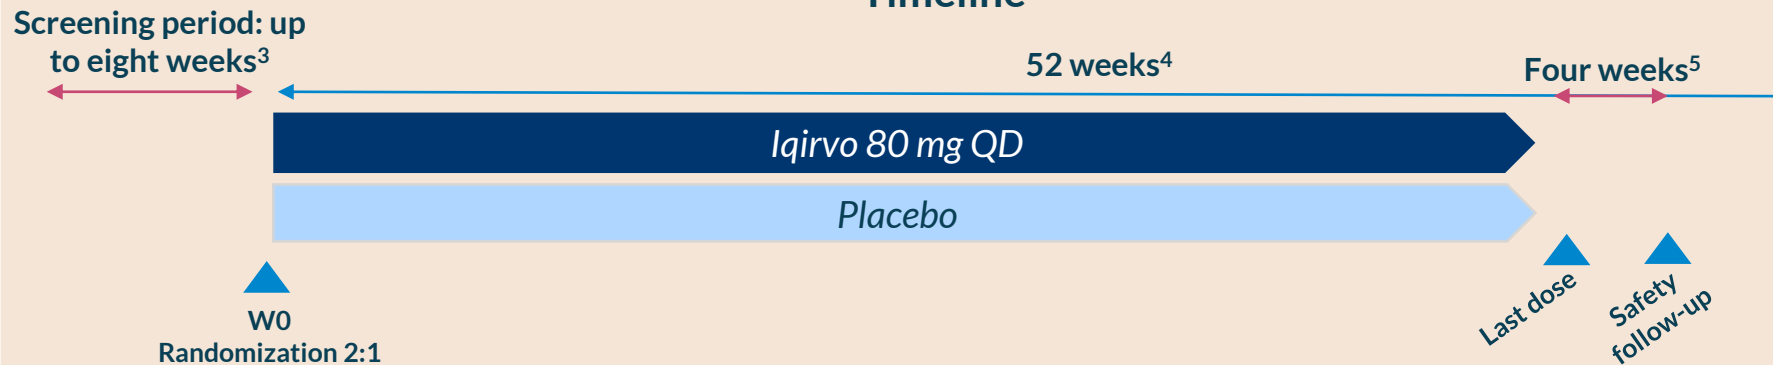 Timeline
Screening period: up
to eight weeks³
52 weeks⁴
Four weeks⁵
Iqirvo 80 mg QD
Placebo
W0
Randomization 2:1
Last dose
Safety
follow-up